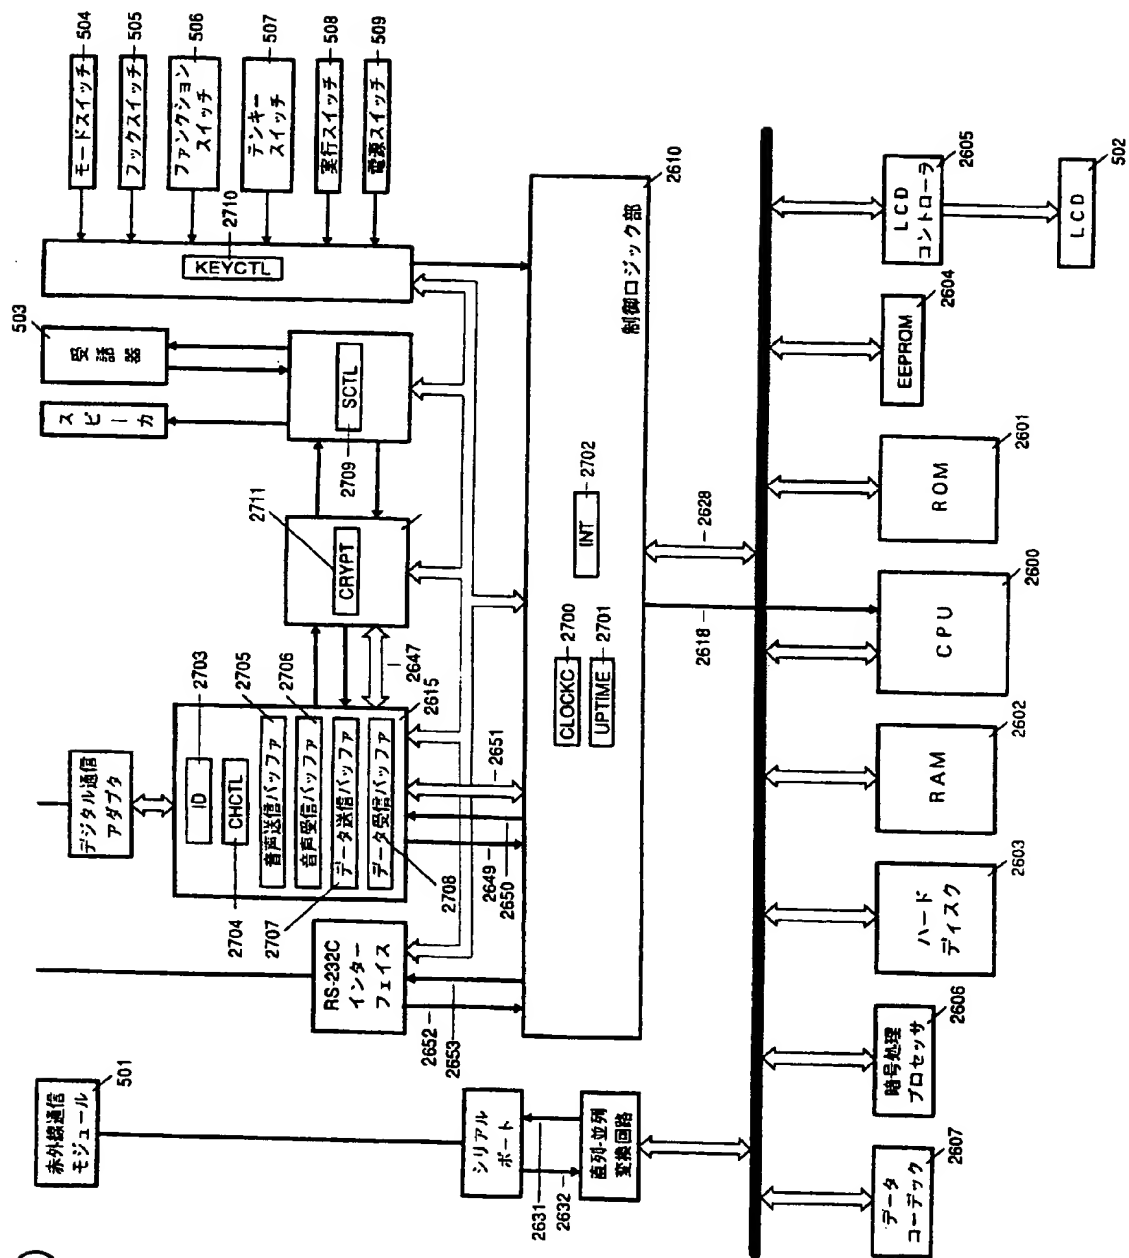 モードスイッチ
504
フックスイッチ
505
ファンクション
スイッチ
506
テンキー
スイッチ
507
実行スイッチ
508
電源スイッチ
509
KEYCTL
2710
503
受話器
スピーカ
SCTL
2709
2711
CRYPT
2647
デジタル通信
アダプタ
ID
2703
CHCTL
2704
音声送信バッファ
2705
音声受信バッファ
2706
データ送信バッファ
2707
データ受信バッファ
2708
2615
2651
2649
2650
RS-232C
インター
フェイス
2652
2653
赤外線通信
モジュール
501
シリアル
ポート
2631
2632
直列-並列
変換回路
制御ロジック部
2610
CLOCKC
2700
UPTIME
2701
INT
2702
2618
2628
LCD
コントローラ
2605
LCD
502
EEPROM
2604
ROM
2601
CPU
2600
RAM
2602
ハード
ディスク
2603
暗号処理
プロセッサ
2606
データ
コーデック
2607